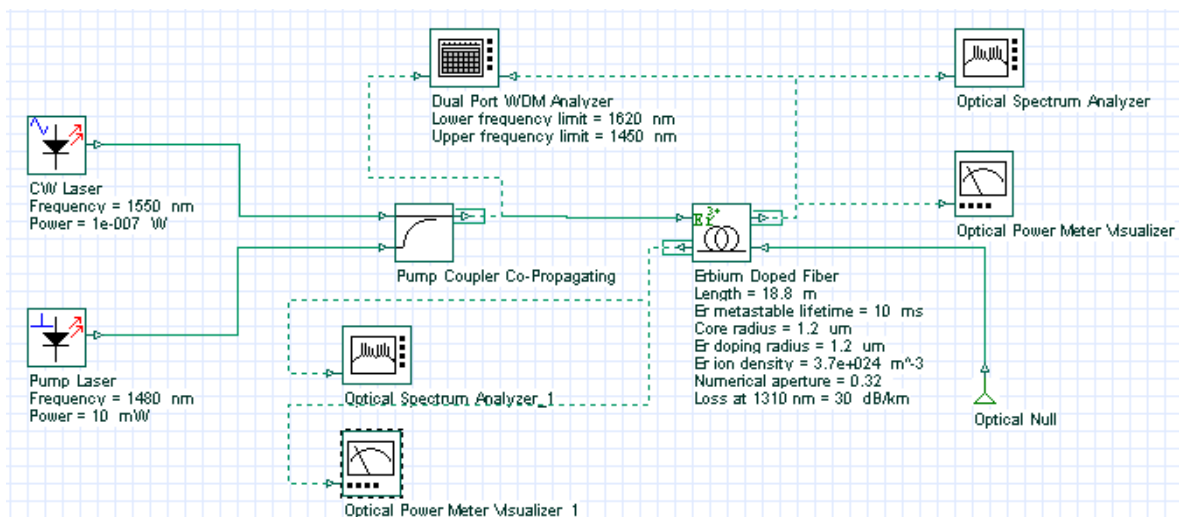 Dual Port WDM Analyzer
Lower frequency limit = 1620 nm
Upper frequency limit = 1450 nm
Optical Spectrum Analyzer
CW Laser
Frequency = 1550 nm
Power = 1e-007 W
Optical Power Meter Visualizer
Pump Coupler Co-Propagating
Er 3+
Erbium Doped Fiber
Length = 18.8 m
Er metastable lifetime = 10 ms
Core radius = 1.2 um
Er doping radius = 1.2 um
Er ion density = 3.7e+024 m^-3
Numerical aperture = 0.32
Loss at 1310 nm = 30 dB/km
Pump Laser
Frequency = 1480 nm
Power = 10 mW
Optical Spectrum Analyzer_1
Optical Null
Optical Power Meter Visualizer_1